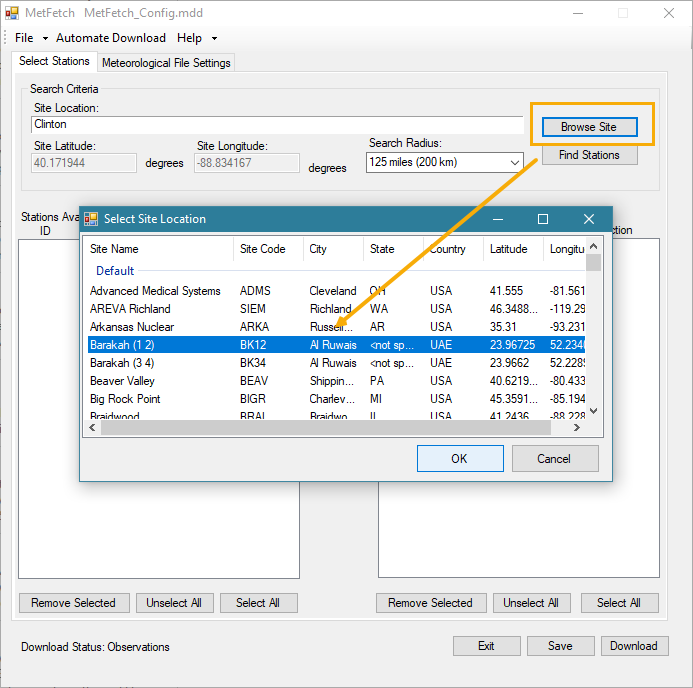 MetFetch MetFetch_Config.mdd
File Automate Download Help
Select Stations Meteorological File Settings
Search Criteria
Site Location:
Clinton
Browse Site
Site Latitude: Site Longitude: Search Radius:
40.171944 degrees -88.834167 degrees 125 miles (200 km)
Find Stations
Stations Ava
ID
Select Site Location
Site Name Site Code City State Country Latitude Longitu
Default
Advanced Medical Systems ADMS Cleveland OH USA 41.555 -81.561
AREVA Richland SIEM Richland WA USA 46.3488... -119.29
Arkansas Nuclear ARKA Russell... AR USA 35.31 -93.231
Barakah (1 2) BK12 Al Ruwais <not sp... UAE 23.96725 52.2340
Barakah (3 4) BK34 Al Ruwais <not sp... UAE 23.9662 52.2289
Beaver Valley BEAV Shippin... PA USA 40.6219... -80.433
Big Rock Point BIGR Charlev... MI USA 45.3591... -85.194
Braidwood BRAI Braidwo IL USA 41.2436 -88.228
OK Cancel
Remove Selected Unselect All Select All Remove Selected Unselect All Select All
Download Status: Observations Exit Save Download